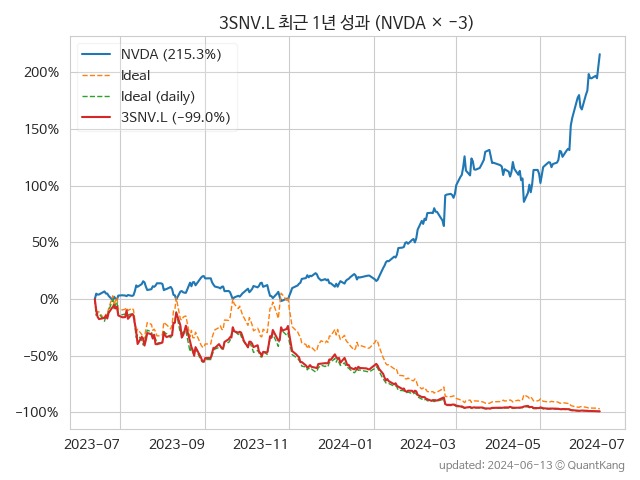 3SNV.L 최근 1년 성과 (NVDA × -3)
NVDA (215.3%)
Ideal
Ideal (daily)
3SNV.L (-99.0%)
200%
150%
100%
50%
0%
-50%
-100%
2023-07 2023-09 2023-11 2024-01 2024-03 2024-05 2024-07
updated: 2024-06-13 © QuantKang